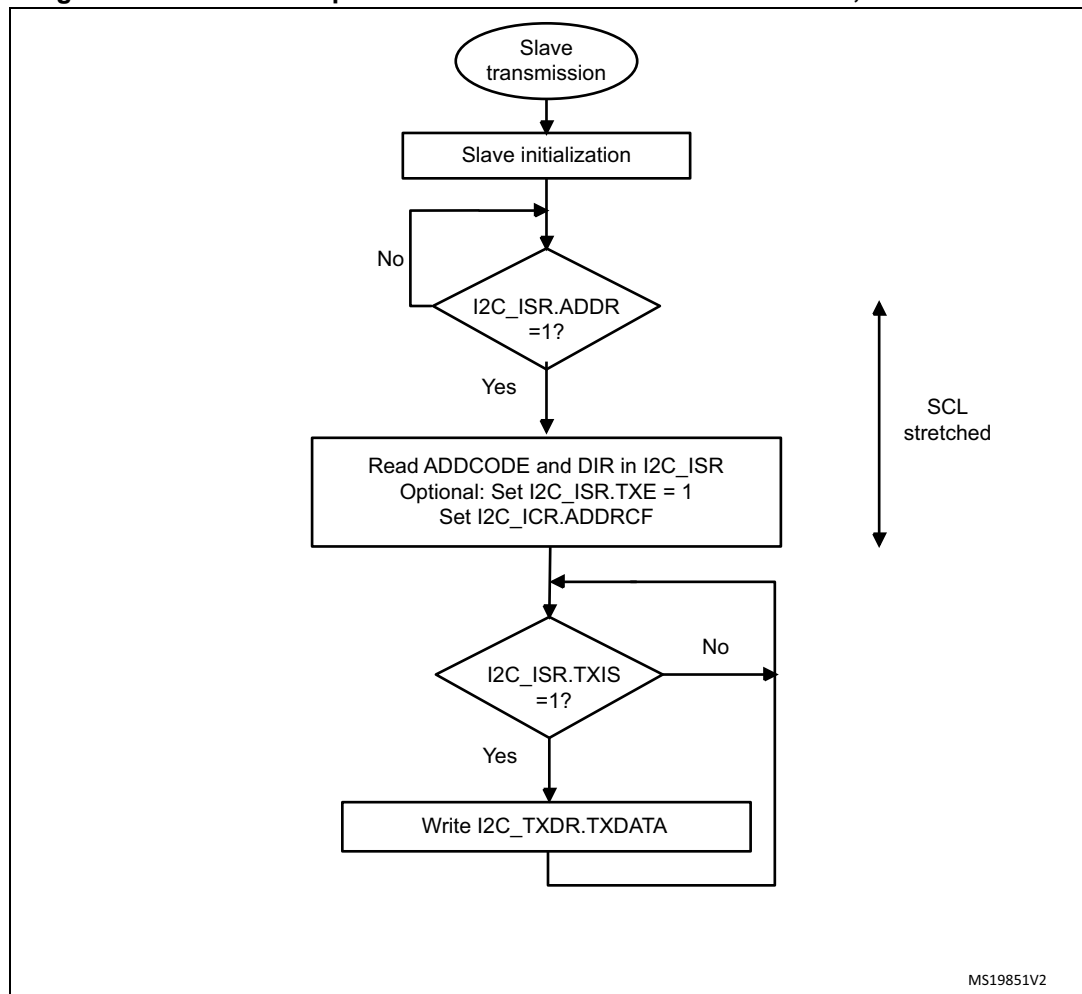 Slave
transmission
Slave initialization
No
I2C_ISR.ADDR
=1?
Yes
SCL
stretched
Read ADDCODE and DIR in I2C_ISR
Optional: Set I2C_ISR.TXE = 1
Set I2C_ICR.ADDRCF
No
I2C_ISR.TXIS
=1?
Yes
Write I2C_TXDR.TXDATA
MS19851V2